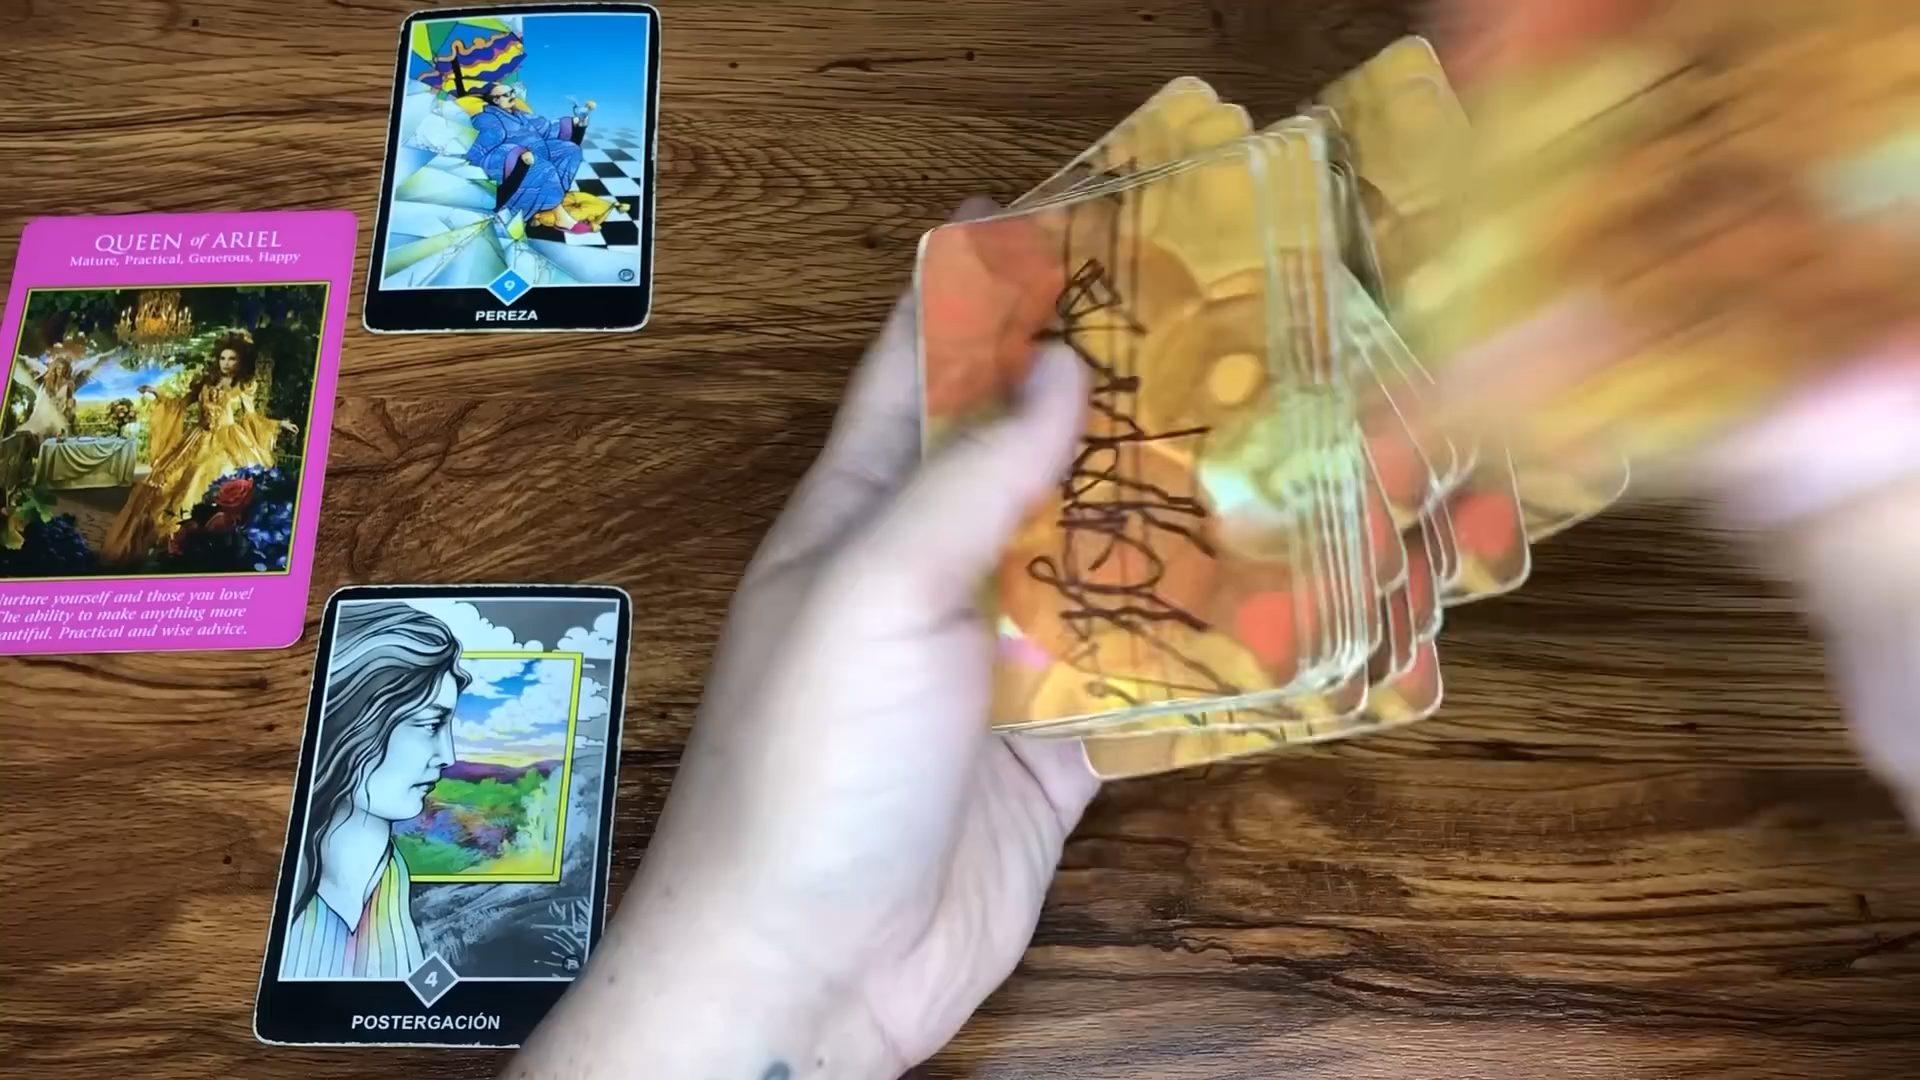 9
PEREZA
QUEEN of ARIEL
Mature, Practical, Generous, Happy
urture yourself and those you love!
The ability to make anything more
autiful. Practical and wise advice.
4
POSTERGACIÓN